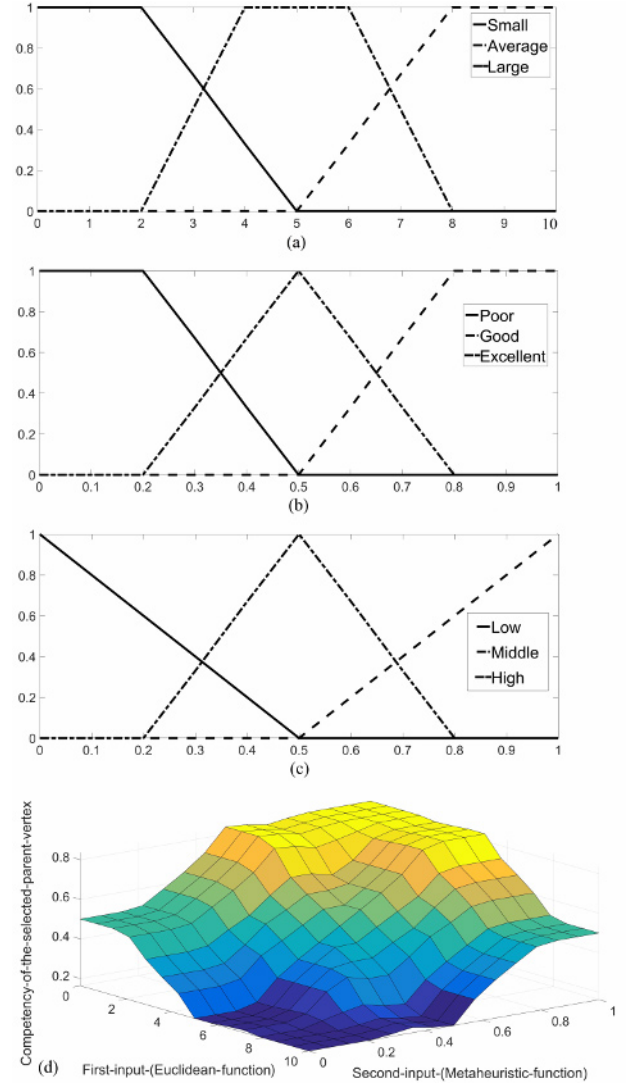 1
0.8
0.6
0.4
0.2
0
Small
Average
Large
0 1 2 3 4 5 6 7 8 9 10
(a)
1
0.8
0.6
0.4
0.2
0
Poor
Good
Excellent
0 0.1 0.2 0.3 0.4 0.5 0.6 0.7 0.8 0.9 1
(b)
1
0.8
0.6
0.4
0.2
0
Low
Middle
High
0 0.1 0.2 0.3 0.4 0.5 0.6 0.7 0.8 0.9 1
(c)
Competency-of-the-selected-parent-vertex
0.8
0.6
0.4
0.2
0 2 4 6 8 10
0 0.2 0.4 0.6 0.8 1
(d)
First-input-(Euclidean-function)
Second-input-(Metaheuristic-function)